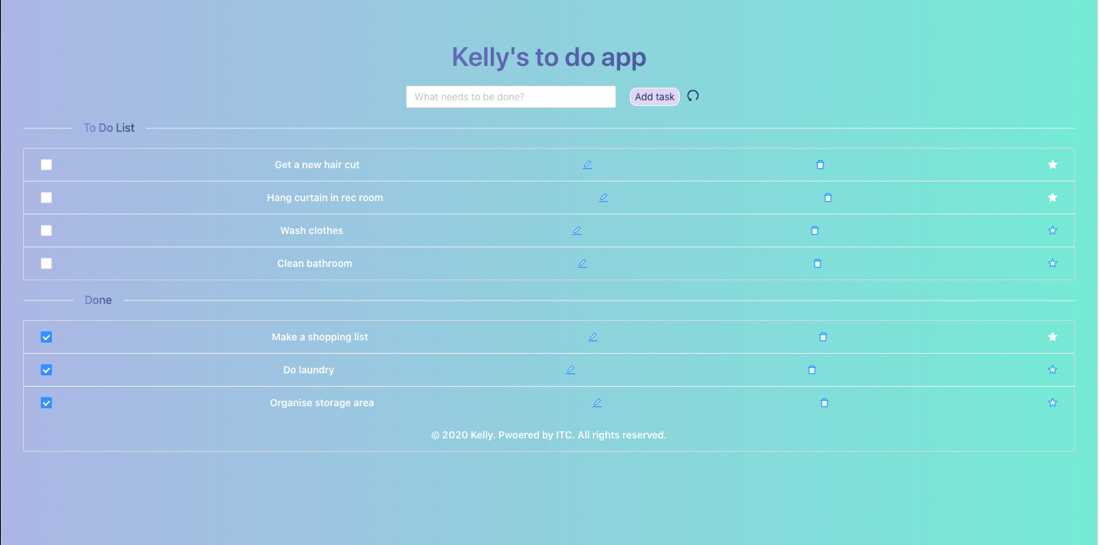 Kelly's to do app
What needs to be done?
Add task
To Do List
Get a new hair cut
Hang curtain in rec room
Wash clothes
Clean bathroom
Done
Make a shopping list
Do laundry
Organise storage area
© 2020 Kelly. Pwoered by ITC. All rights reserved.